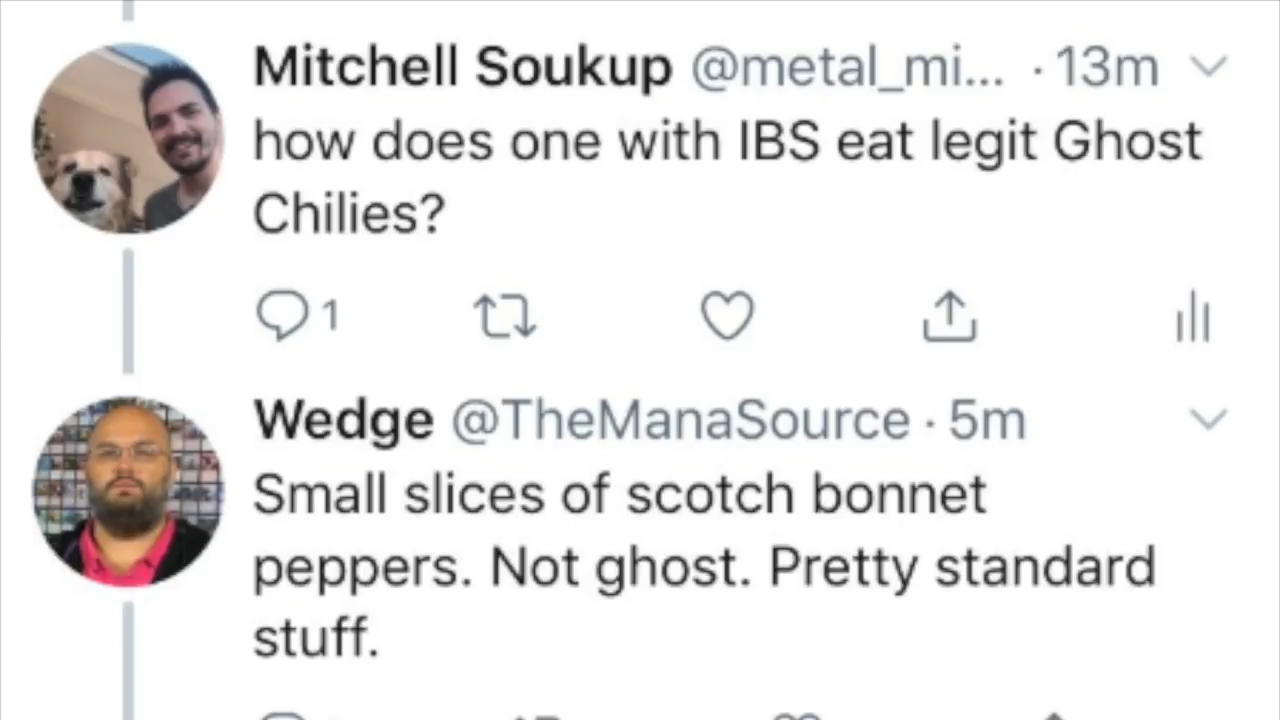 Mitchell Soukup @metal_mi... · 13m
how does one with IBS eat legit Ghost
Chilies?
1
Wedge @TheManaSource · 5m
Small slices of scotch bonnet
peppers. Not ghost. Pretty standard
stuff.